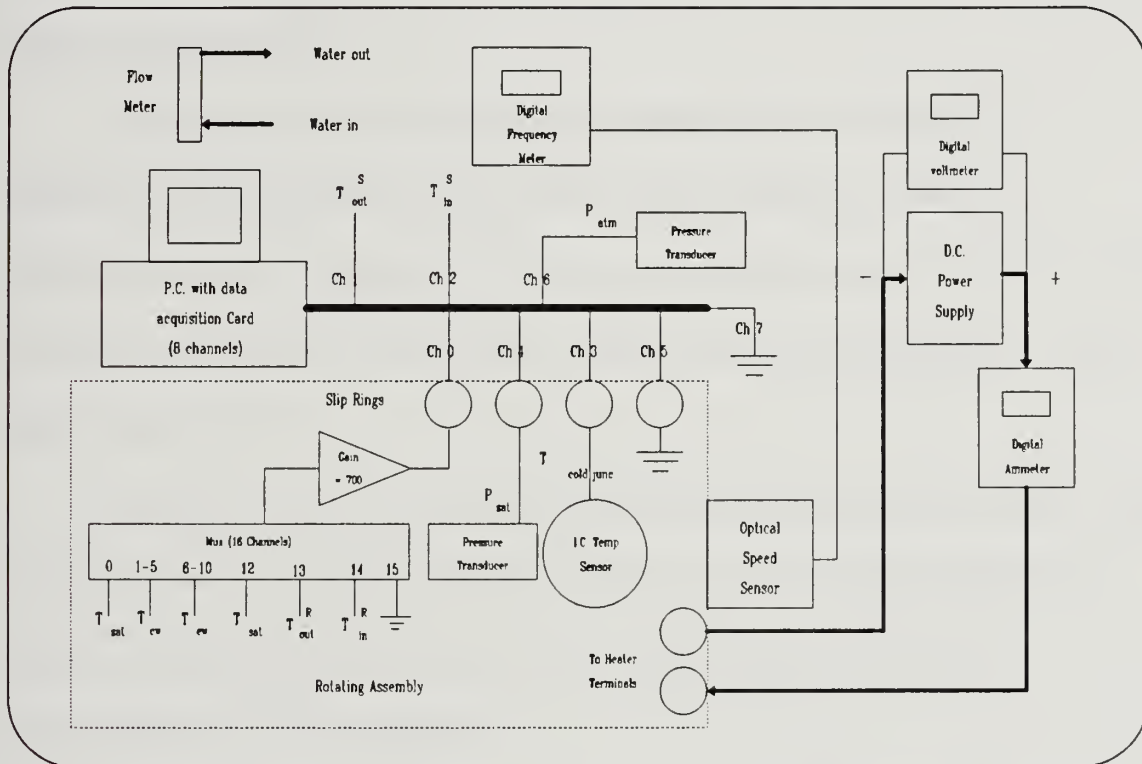 Flow
Meter
Water out
Water in
Digital
Frequency
Meter
Digital
voltmeter
T S out
T S in
P atm
Pressure
Transducer
D.C.
Power
Supply
-
+
P.C. with data
acquisition Card
(8 channels)
Ch 1
Ch 2
Ch 6
Ch 7
Ch 0
Ch 4
Ch 3
Ch 5
Slip Rings
Gain
= 700
T
cold junc
P sat
Digital
Ammeter
Mux (16 Channels)
0 1-5 6-10 12 13 14 15
Pressure
Transducer
I.C Temp
Sensor
Optical
Speed
Sensor
T sat T cw T ew T sat T R out T R in
To Heater
Terminals
Rotating Assembly